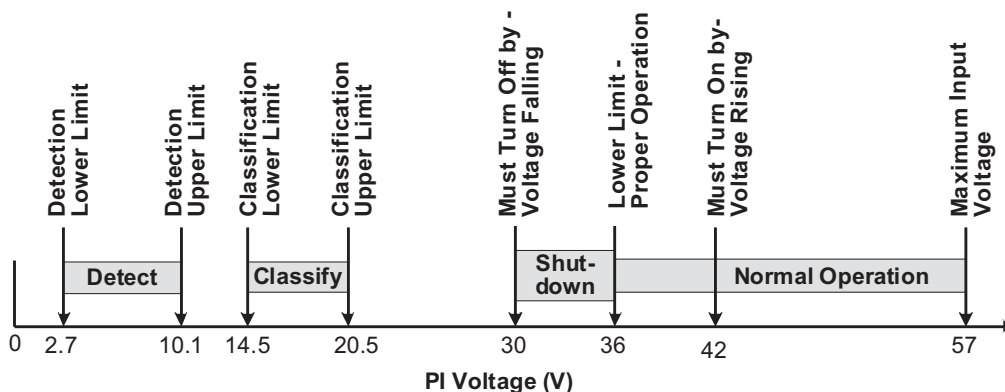 Detection
Lower Limit
Detection
Upper Limit
Classification
Lower Limit
Classification
Upper Limit
Must Turn Off by -
Voltage Falling
Lower Limit -
Proper Operation
Must Turn On by-
Voltage Rising
Maximum Input
Voltage
Detect
Classify
Shut-
down
Normal Operation
0
2.7
10.1
14.5
20.5
30
36
42
57
PI Voltage (V)